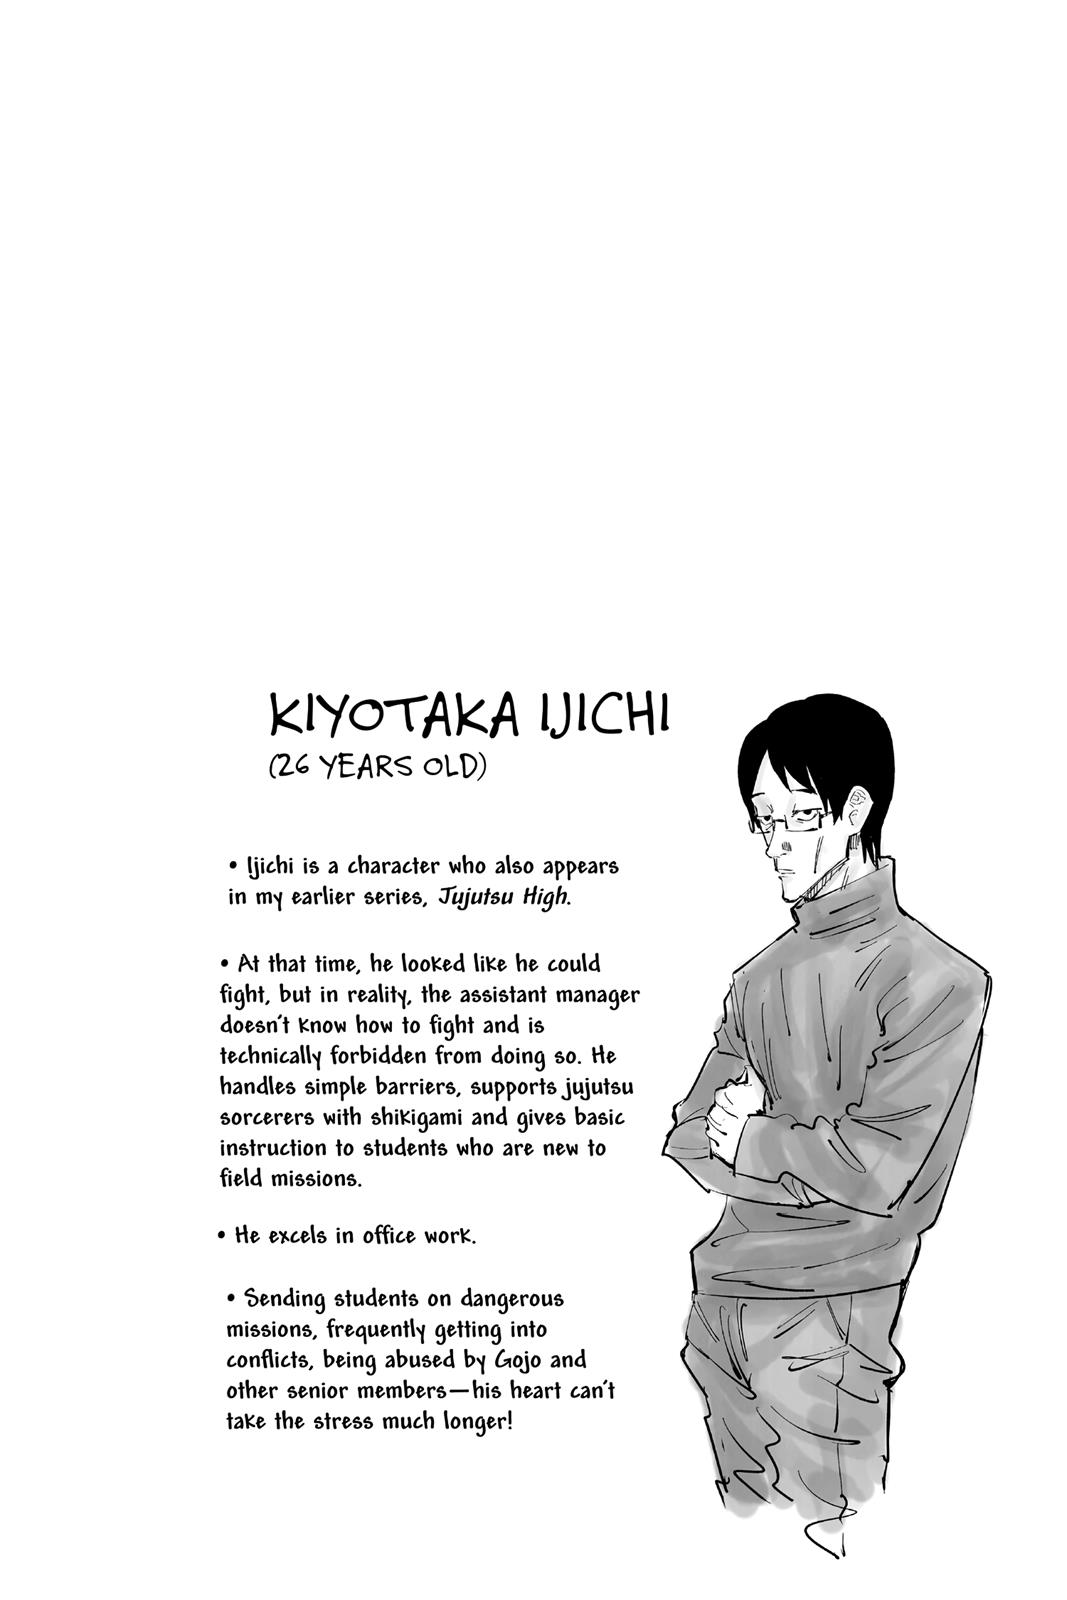 KIYOTAKA IJICHI
(26 YEARS OLD)
• Ijichi is a character who also appears
in my earlier series, Jujutsu High.
• At that time, he looked like he could
fight, but in reality, the assistant manager
doesn't know how to fight and is
technically forbidden from doing so. He
handles simple barriers, supports jujutsu
sorcerers with shikigami and gives basic
instruction to students who are new to
field missions.
• He excels in office work.
• Sending students on dangerous
missions, frequently getting into
conflicts, being abused by Gojo and
other senior members—his heart can't
take the stress much longer!